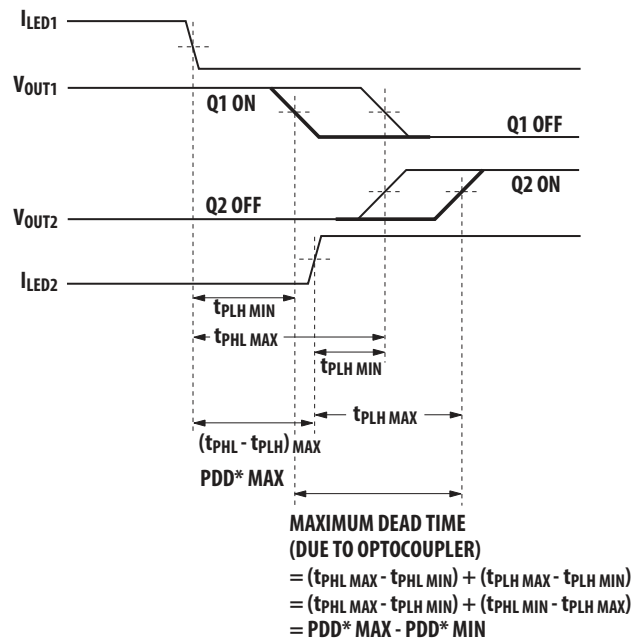 ILED1
VOUT1
Q1 ON
Q1 OFF
Q2 OFF
Q2 ON
VOUT2
ILED2
tPLH MIN
tPHL MAX
tPLH MIN
tPLH MAX
(tPHL - tPLH) MAX
PDD* MAX
MAXIMUM DEAD TIME
(DUE TO OPTOCOUPLER)
= (tPHL MAX - tPHL MIN) + (tPLH MAX - tPLH MIN)
= (tPHL MAX - tPLH MIN) + (tPHL MIN - tPLH MAX)
= PDD* MAX - PDD* MIN